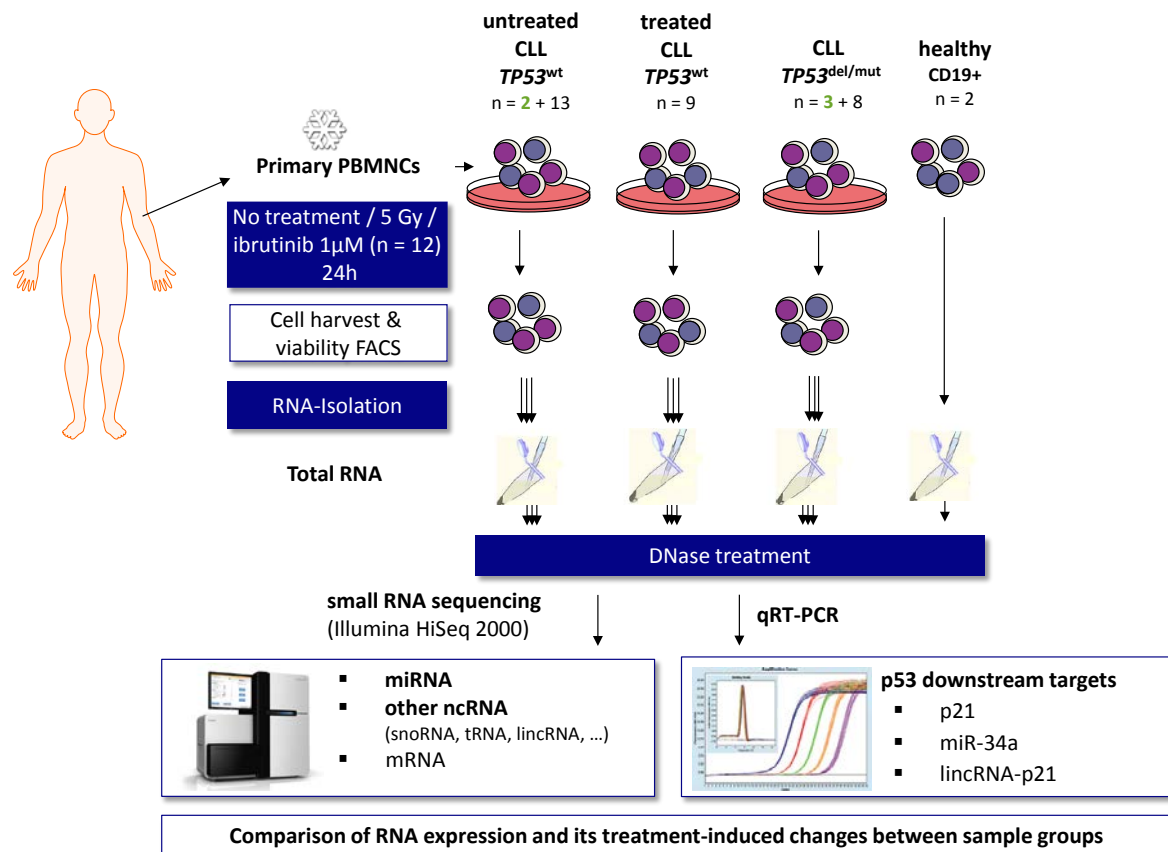 untreated
CLL
TP53wt
n = 2 + 13
treated
CLL
TP53wt
n = 9
CLL
TP53del/mut
n = 3 + 8
healthy
CD19+
n = 2
Primary PBMNCs
No treatment / 5 Gy /
ibrutinib 1µM (n = 12)
24h
Cell harvest &
viability FACS
RNA-Isolation
Total RNA
DNase treatment
small RNA sequencing
(Illumina HiSeq 2000)
qRT-PCR
▪ miRNA
▪ other ncRNA
(snoRNA, tRNA, lincRNA, ...)
▪ mRNA
p53 downstream targets
▪ p21
▪ miR-34a
▪ lincRNA-p21
Comparison of RNA expression and its treatment-induced changes between sample groups